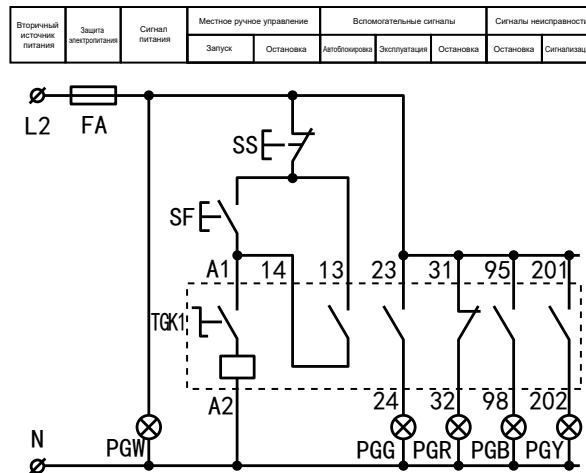 Вторичный
источник
питания
Защита
электропитания
Сигнал
питания
Местное ручное управление
Запуск
Остановка
Вспомогательные сигналы
Автоблокировка
Эксплуатация
Остановка
Сигналы неисправности
Остановка
Сигнализац
L2
FA
SS
SF
A1
14
13
23
31
95
201
TGK1
A2
24
32
98
202
N
PGW
PGG
PGR
PGB
PGY